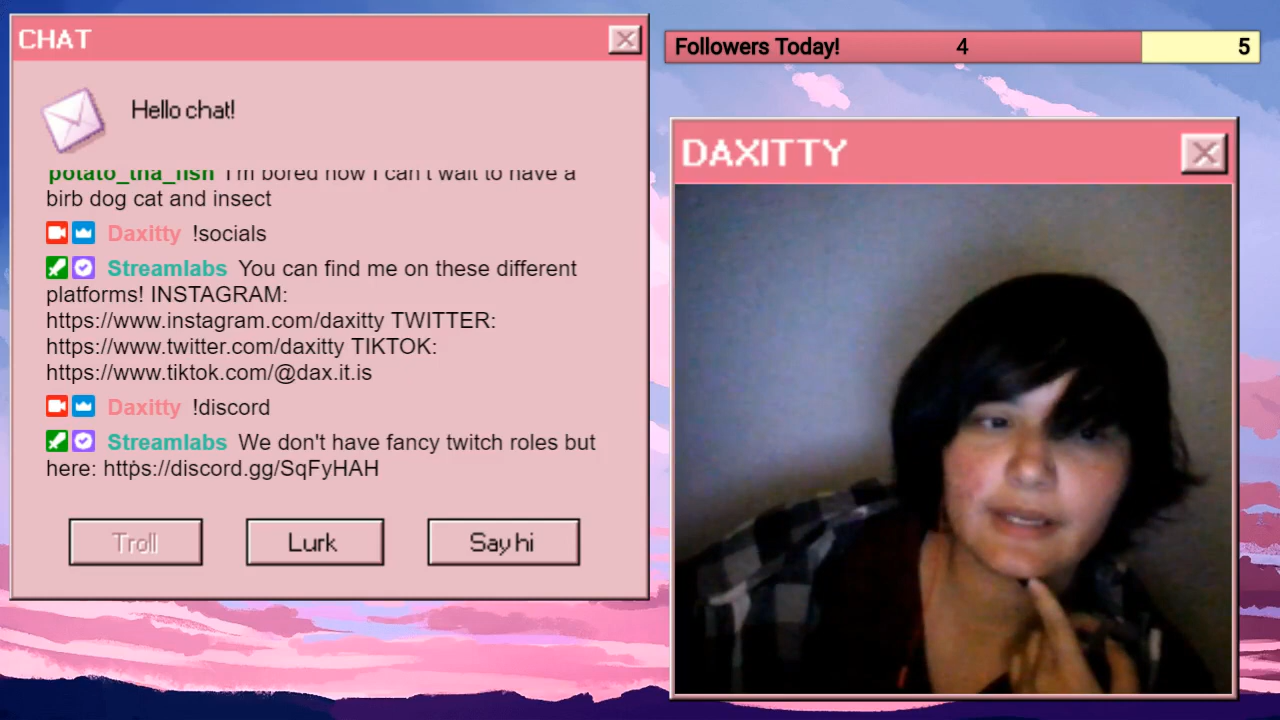 CHAT
Hello chat!
potato_tha_fish I'm bored now I can't wait to have a
birb dog cat and insect
Daxitty !socials
Streamlabs You can find me on these different
platforms! INSTAGRAM:
https://www.instagram.com/daxitty TWITTER:
https://www.twitter.com/daxitty TIKTOK:
https://www.tiktok.com/@dax.it.is
Daxitty !discord
Streamlabs We don't have fancy twitch roles but
here: https://discord.gg/SqFyHAH
Troll Lurk Say hi
Followers Today! 4 5
DAXITTY